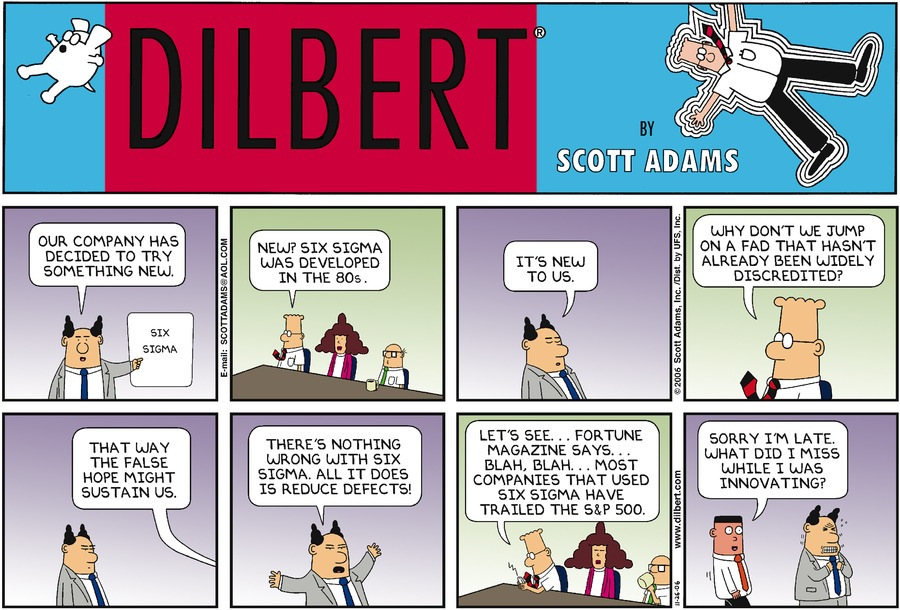 DILBERT®
BY
SCOTT ADAMS
OUR COMPANY HAS
DECIDED TO TRY
SOMETHING NEW.
SIX
SIGMA
E-mail: SCOTTADAMS@AOL.COM
NEW? SIX SIGMA
WAS DEVELOPED
IN THE 80s.
IT'S NEW
TO US.
©2006 Scott Adams, Inc./Dist. by UFS, Inc.
WHY DON'T WE JUMP
ON A FAD THAT HASN'T
ALREADY BEEN WIDELY
DISCREDITED?
THAT WAY
THE FALSE
HOPE MIGHT
SUSTAIN US.
THERE'S NOTHING
WRONG WITH SIX
SIGMA. ALL IT DOES
IS REDUCE DEFECTS!
LET'S SEE... FORTUNE
MAGAZINE SAYS...
BLAH, BLAH... MOST
COMPANIES THAT USED
SIX SIGMA HAVE
TRAILED THE S&P 500.
www.dilbert.com
11-26-06
SORRY I'M LATE.
WHAT DID I MISS
WHILE I WAS
INNOVATING?